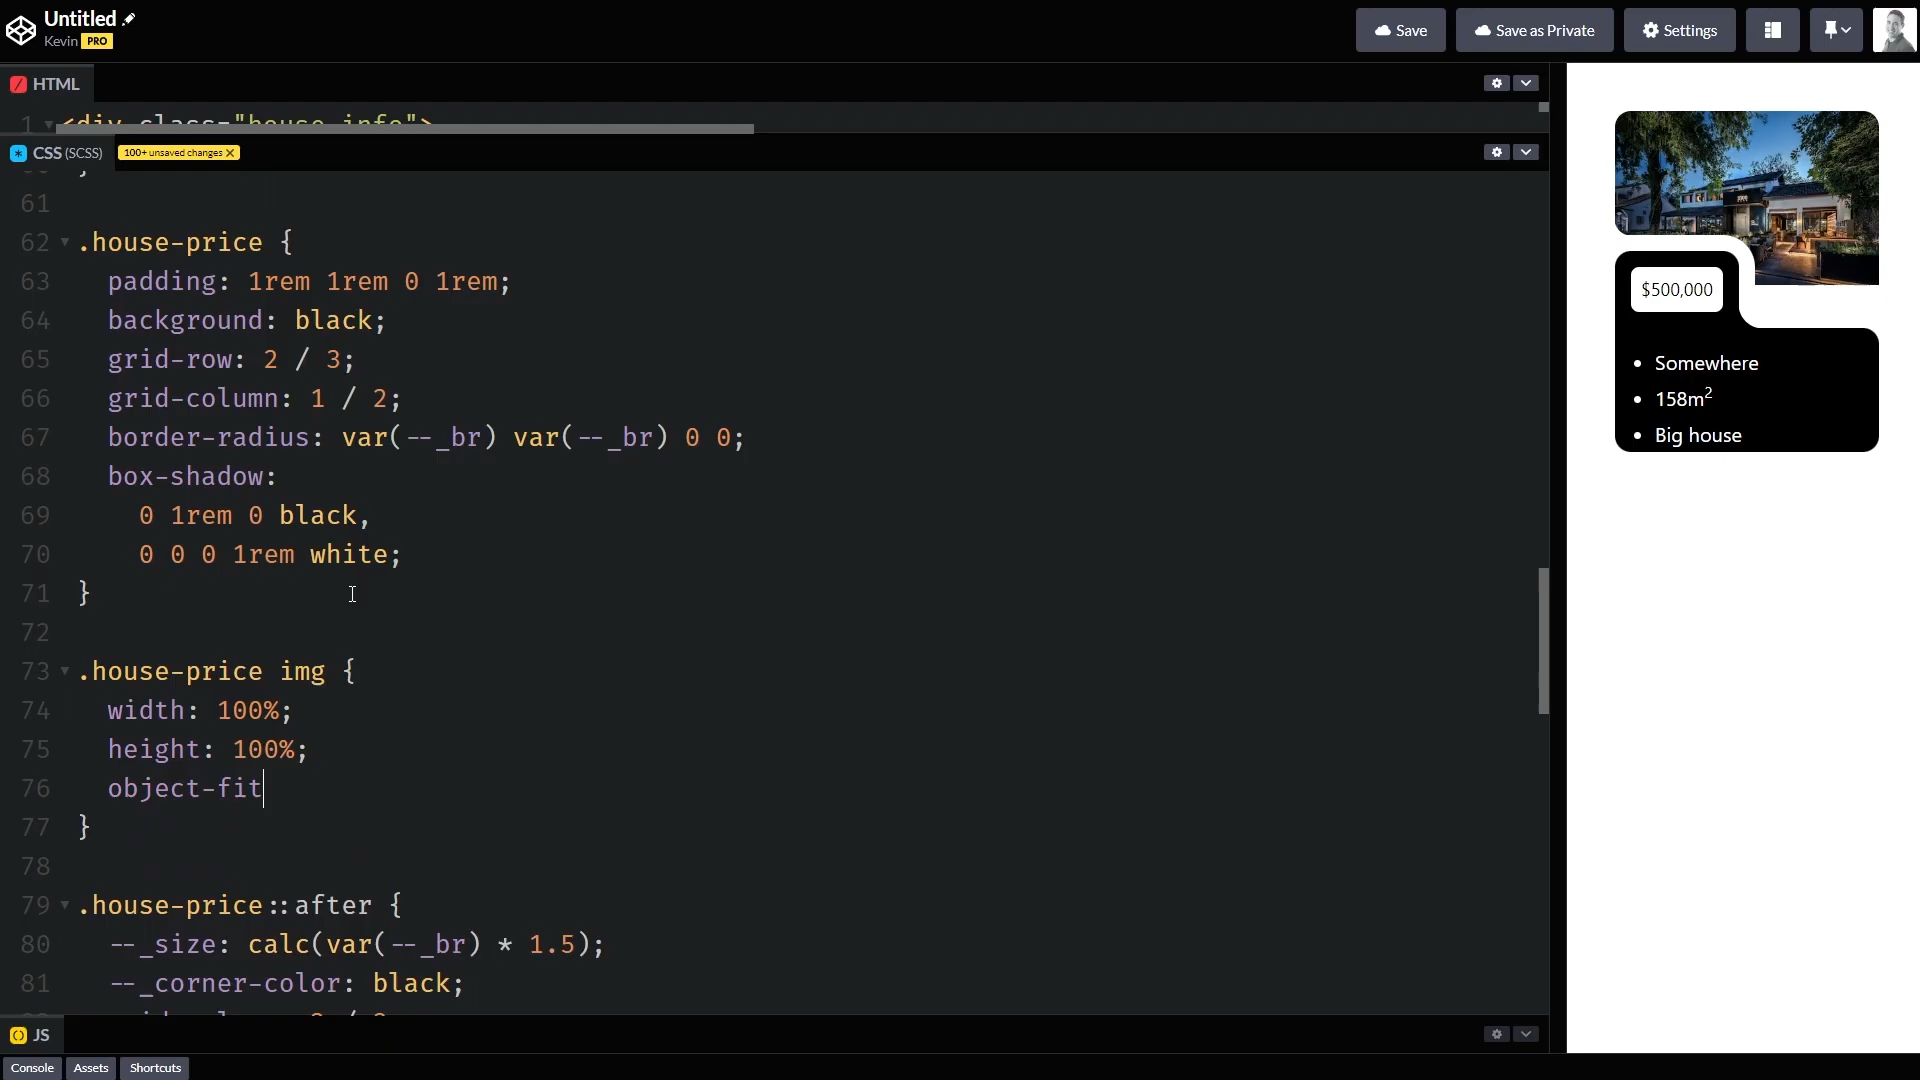 Untitled
Kevin PRO
Save
Save as Private
Settings
HTML
1 <div class="house-info">
CSS (SCSS)
100+ unsaved changes X
61
62 .house-price {
63 padding: 1rem 1rem 0 1rem;
64 background: black;
65 grid-row: 2 / 3;
66 grid-column: 1 / 2;
67 border-radius: var(--_br) var(--_br) 0 0;
68 box-shadow:
69 0 1rem 0 black,
70 0 0 0 1rem white;
71 }
72
73 .house-price img {
74 width: 100%;
75 height: 100%;
76 object-fit
77 }
78
79 .house-price::after {
80 --_size: calc(var(--_br) * 1.5);
81 --_corner-color: black;
JS
Console
Assets
Shortcuts
$500,000
• Somewhere
• 158m²
• Big house